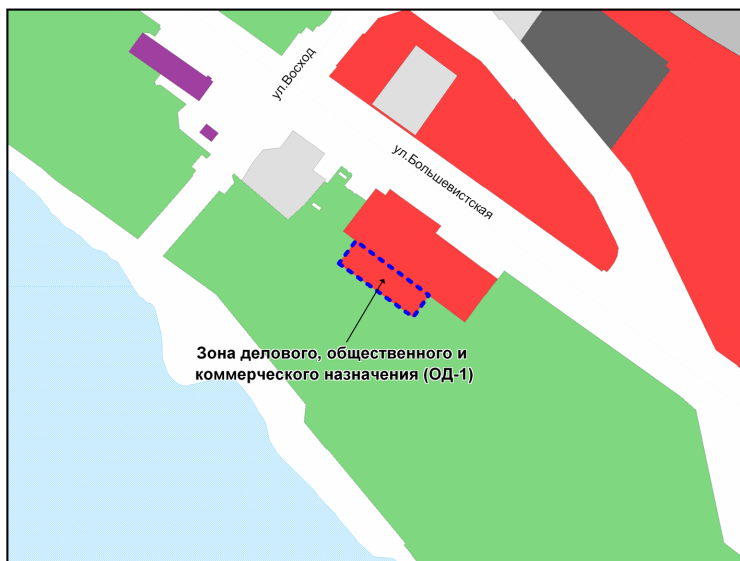 ул.Восход
ул.Большевистская
Зона делового, общественного и
коммерческого назначения (ОД-1)